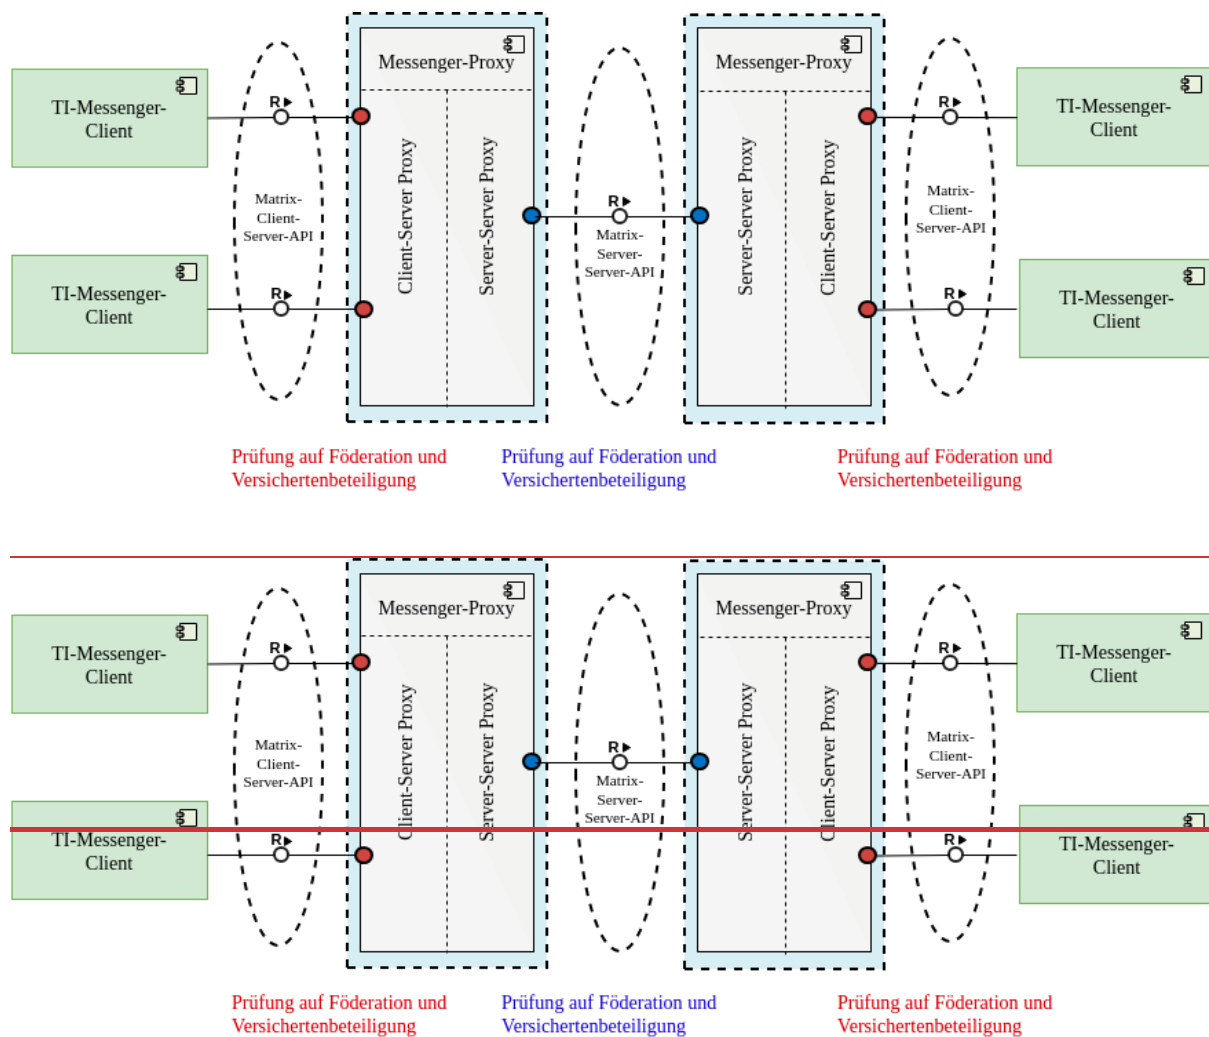 Messenger-Proxy
Messenger-Proxy
TI-Messenger-
Client
R
R
R
TI-Messenger-
Client
Matrix-
Client-
Server-API
Client-Server Proxy
Server-Server Proxy
Matrix-
Server-
Server-API
Server-Server Proxy
Client-Server Proxy
Matrix-
Client-
Server-API
TI-Messenger-
Client
R
R
TI-Messenger-
Client
Prüfung auf Föderation und
Versichertenbeteiligung
Prüfung auf Föderation und
Versichertenbeteiligung
Prüfung auf Föderation und
Versichertenbeteiligung
Messenger-Proxy
Messenger-Proxy
TI-Messenger-
Client
R
R
R
TI-Messenger-
Client
Matrix-
Client-
Server-API
Client-Server Proxy
Server-Server Proxy
Matrix-
Server-
Server-API
Server-Server Proxy
Client-Server Proxy
Matrix-
Client-
Server-API
TI-Messenger-
Client
R
R
TI-Messenger-
Client
Prüfung auf Föderation und
Versichertenbeteiligung
Prüfung auf Föderation und
Versichertenbeteiligung
Prüfung auf Föderation und
Versichertenbeteiligung